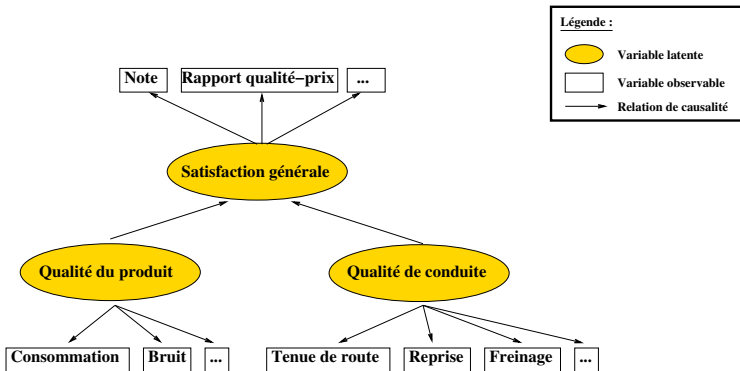 Légende :
Variable latente
Variable observable
Relation de causalité
Note
Rapport qualité−prix
...
Satisfaction générale
Qualité du produit
Qualité de conduite
Consommation
Bruit
...
Tenue de route
Reprise
Freinage
...